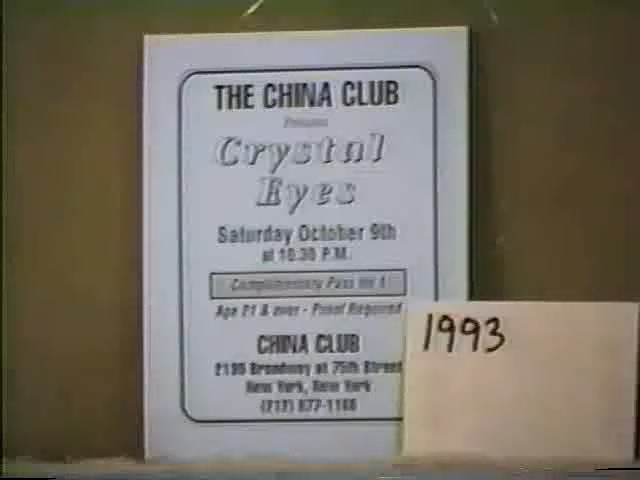 THE CHINA CLUB
Presents
Crystal
Eyes
Saturday October 9th
at 10:30 P.M.
Complimentary Pass for 1
Age 21 & over - Proof Required
CHINA CLUB
Broadway at 75th Street
New York, New York
(212) 877-1166
1993